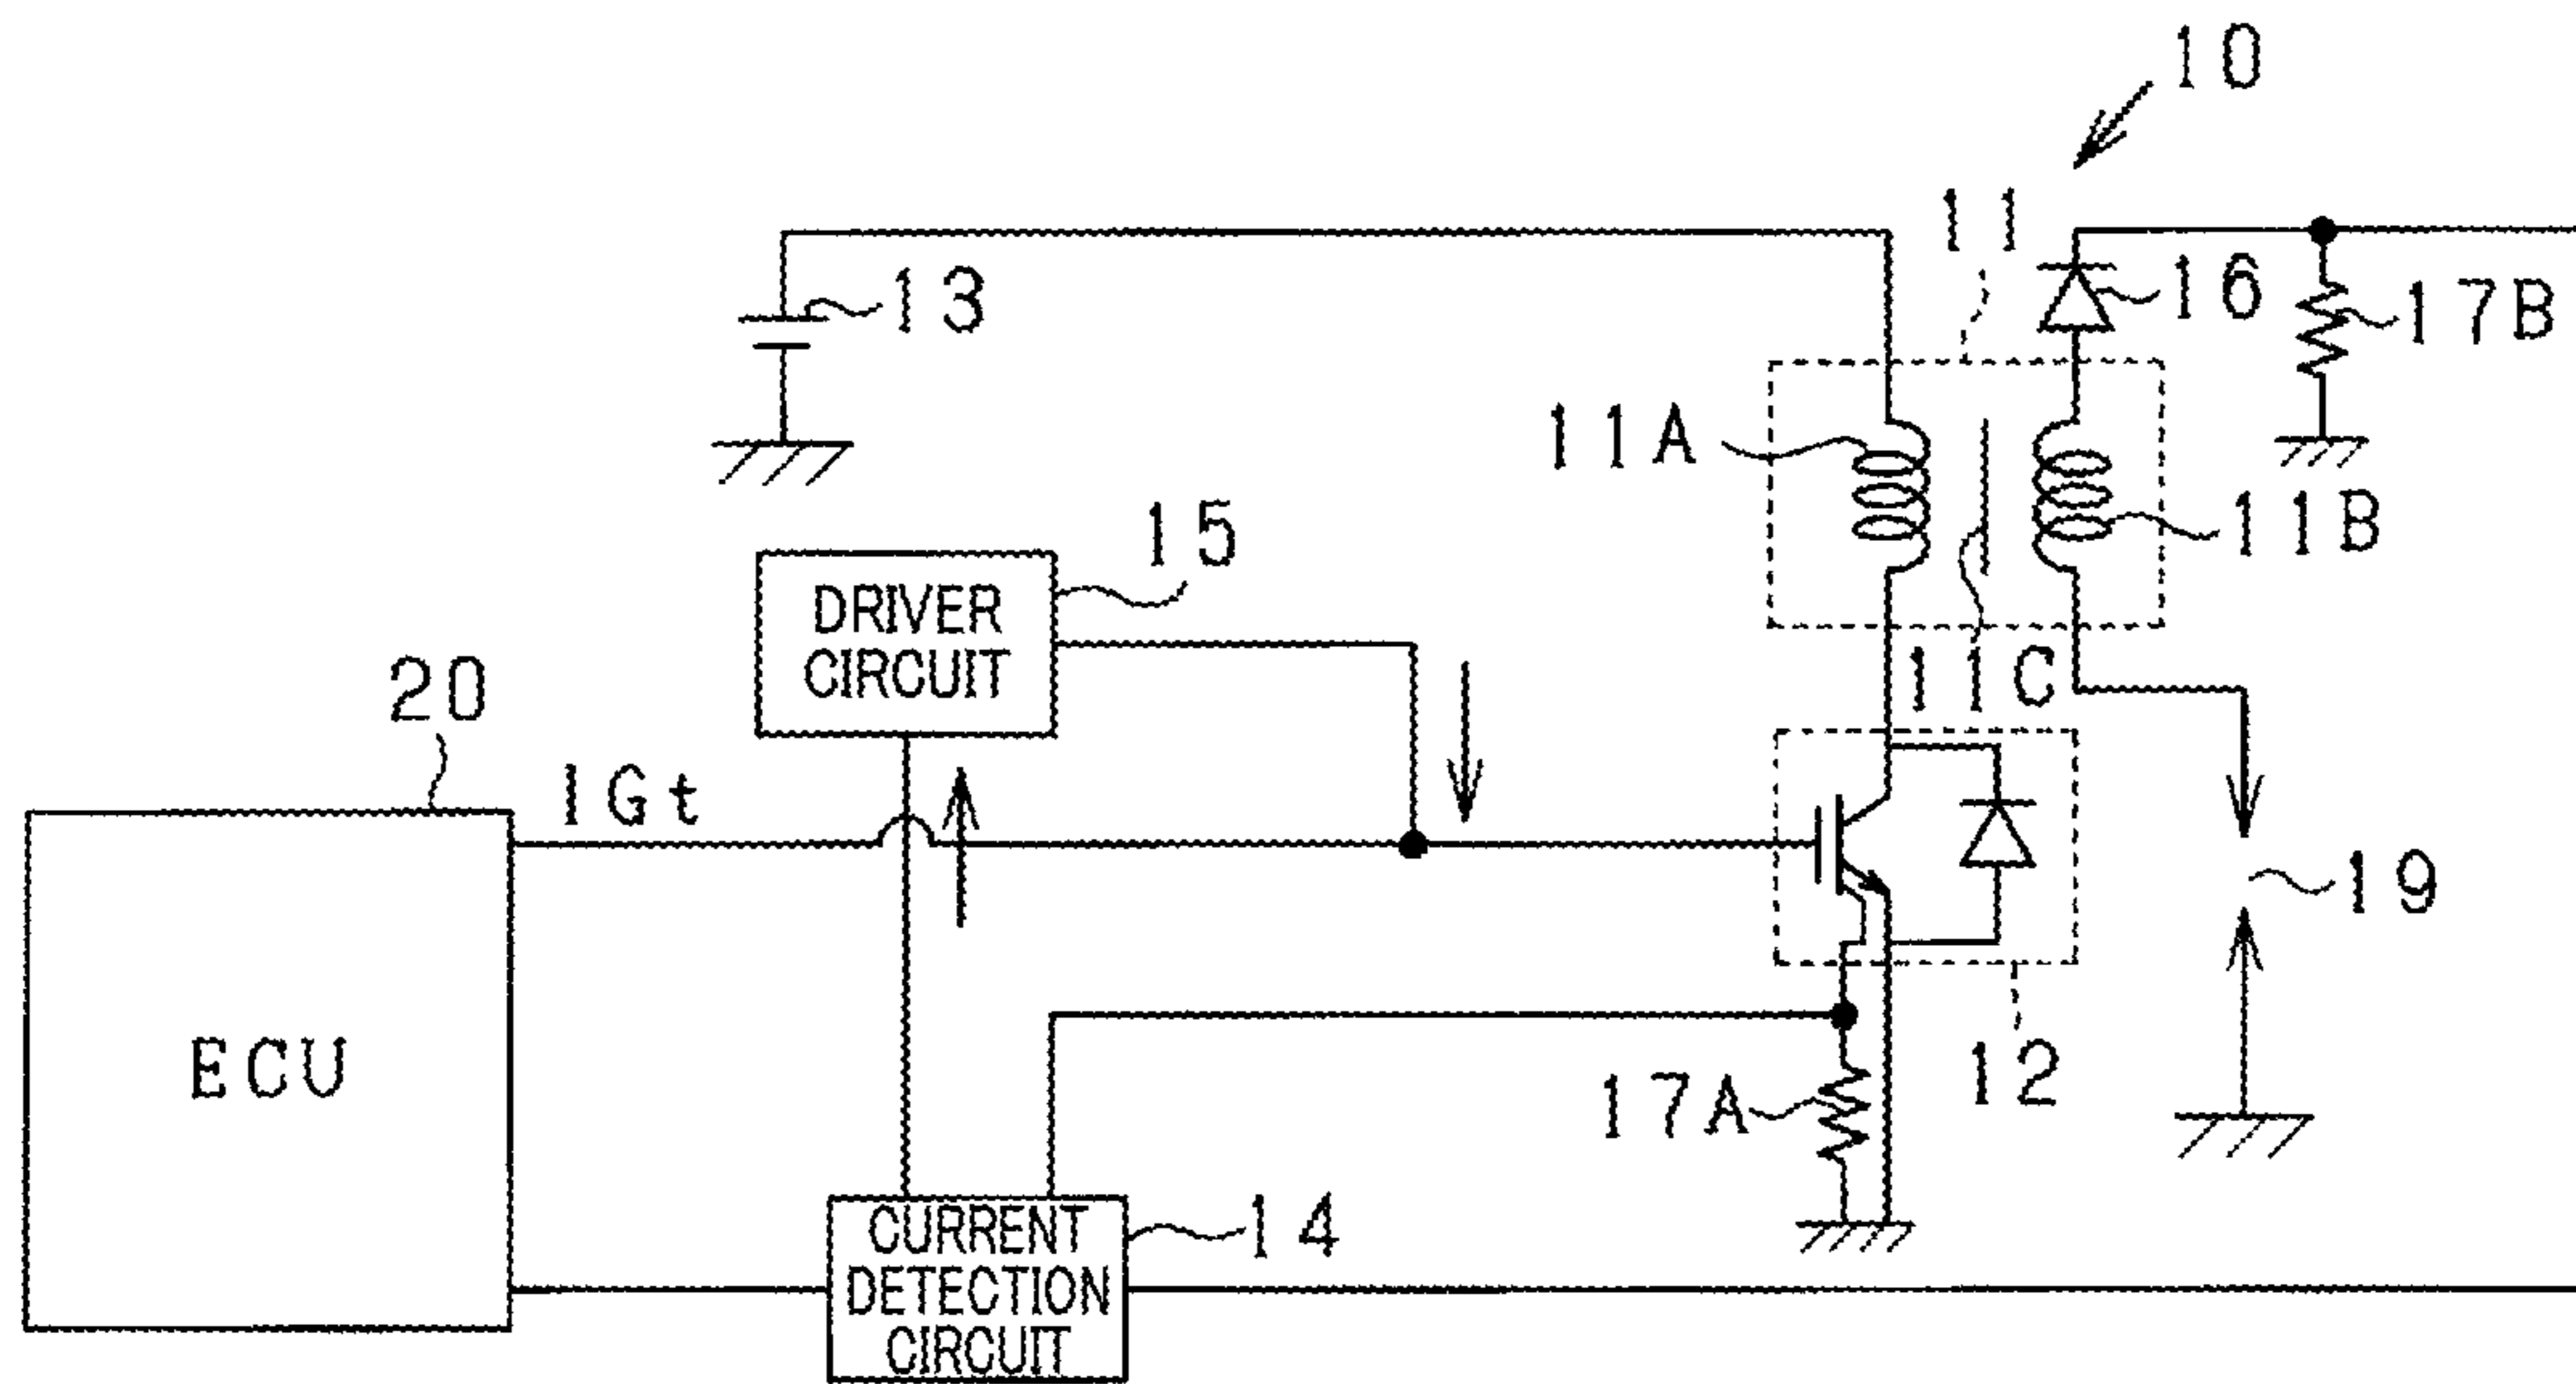 10
11
13
16
17B
11A
11B
15
DRIVER
CIRCUIT
11C
20
IGt
19
ECU
12
17A
14
CURRENT
DETECTION
CIRCUIT